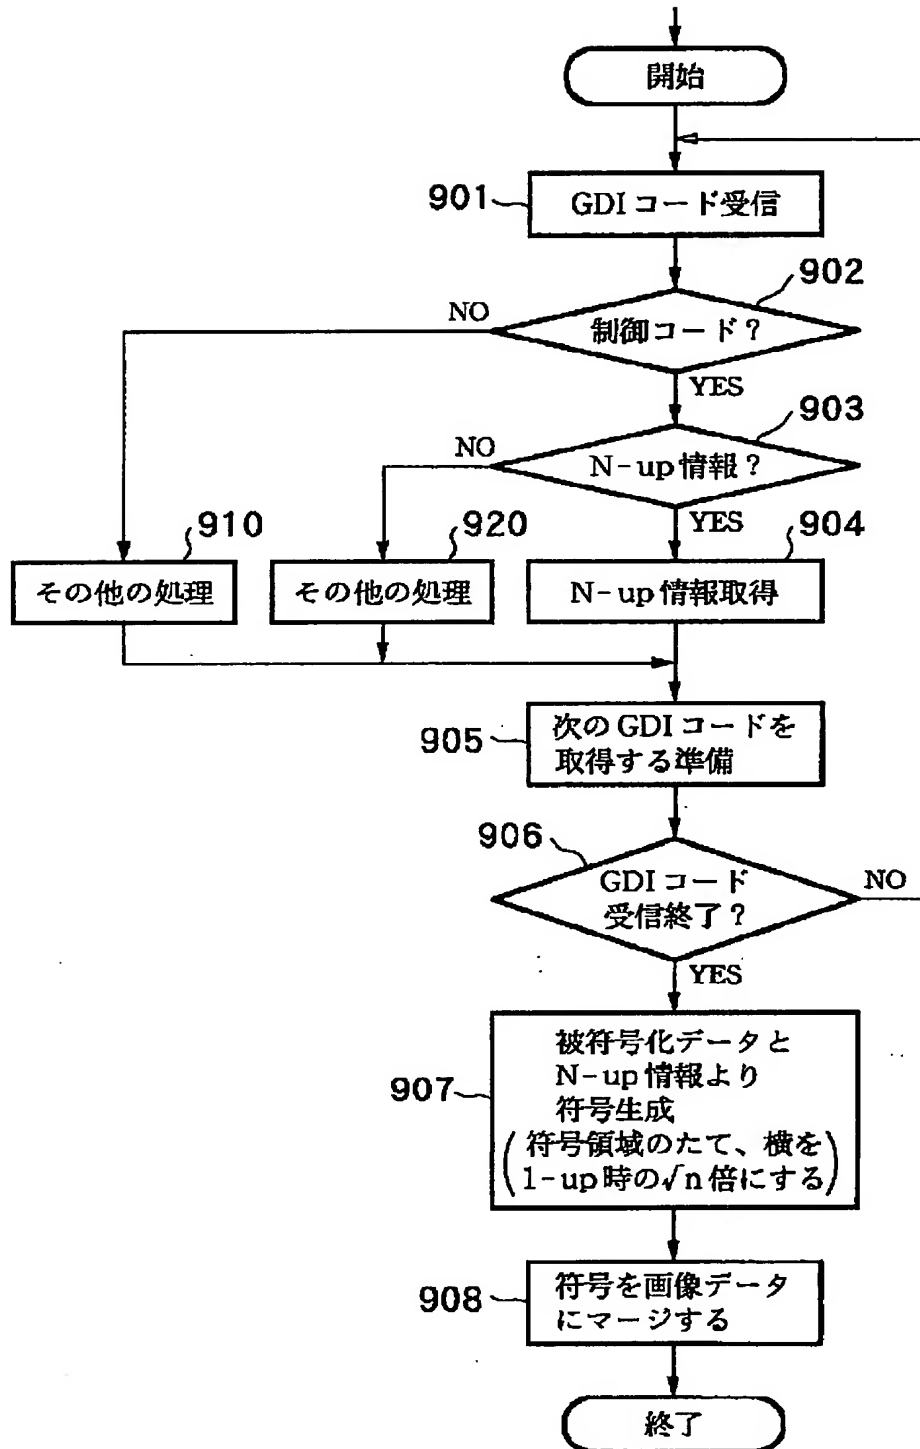 開始
901
GDIコード受信
902
制御コード？
NO
YES
903
N-up情報？
NO
YES
910
その他の処理
920
その他の処理
904
N-up情報取得
905
次のGDIコードを
取得する準備
906
GDIコード
受信終了？
NO
YES
907
被符号化データと
N-up情報より
符号生成
(符号領域のたて、横を
1-up時の√n倍にする)
908
符号を画像データ
にマージする
終了